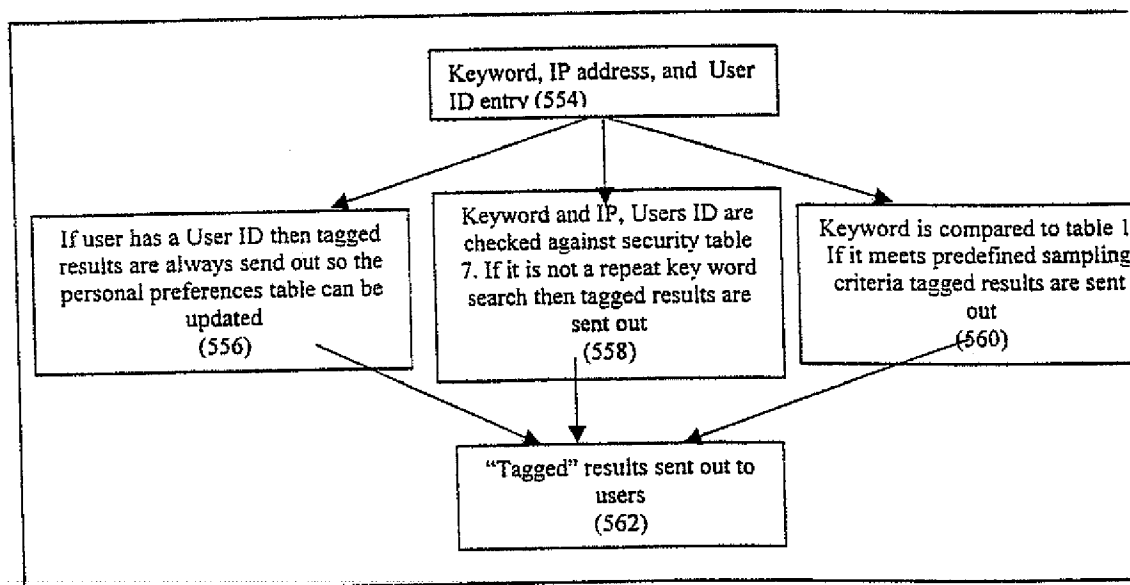 Keyword, IP address, and User
ID entry (554)
If user has a User ID then tagged
results are always send out so the
personal preferences table can be
updated
(556)
Keyword and IP, Users ID are
checked against security table
7. If it is not a repeat key word
search then tagged results are
sent out
(558)
Keyword is compared to table 1
If it meets predefined sampling
criteria tagged results are sent
out
(560)
“Tagged” results sent out to
users
(562)